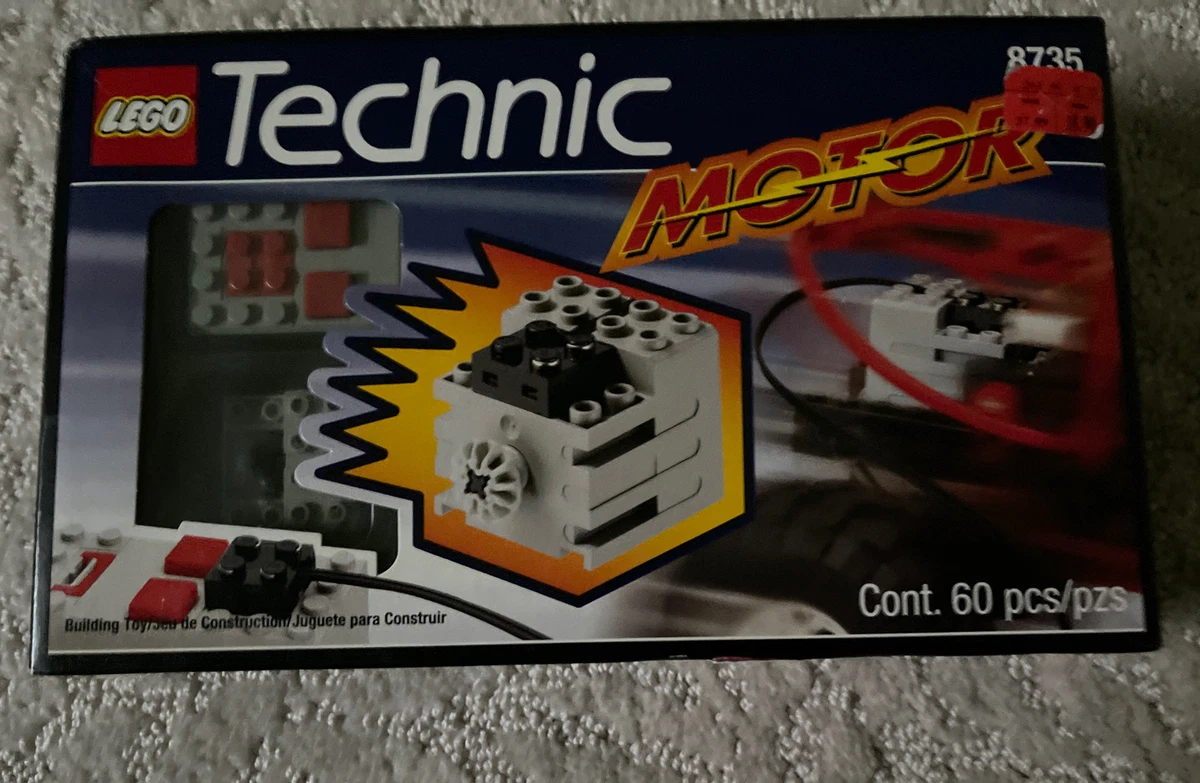 LEGO
Technic
8735
MOTOR
Cont. 60 pcs/pzs
Building Toy/Jeu de Construction/Juguete para Construir